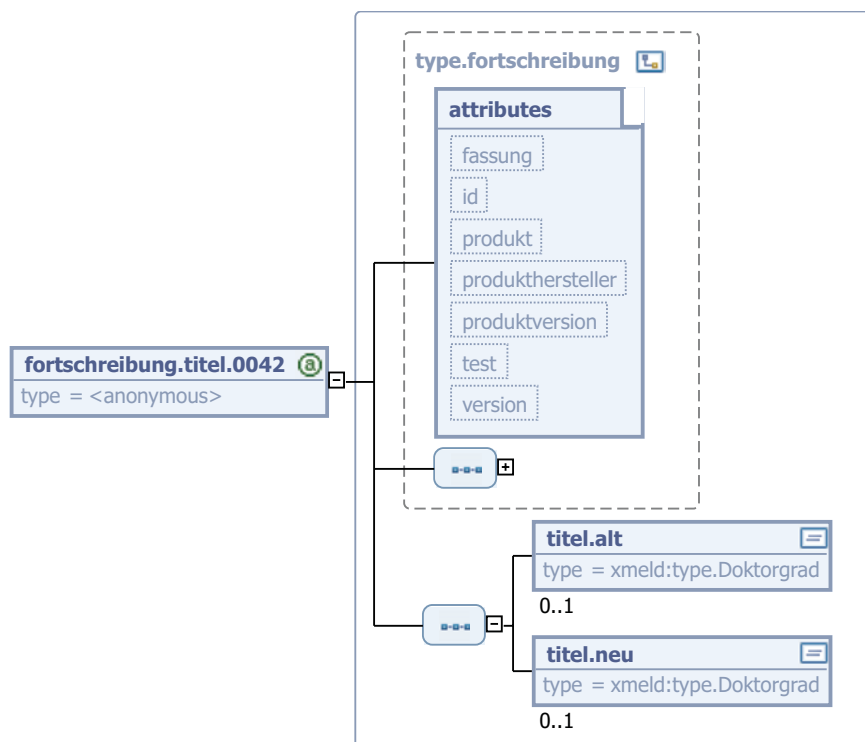 type.fortschreibung
attributes
fassung
id
produkt
produkthersteller
produktversion
test
version
fortschreibung.titel.0042 a
type = <anonymous>
titel.alt
type = xmeld:type.Doktorgrad
0..1
titel.neu
type = xmeld:type.Doktorgrad
0..1